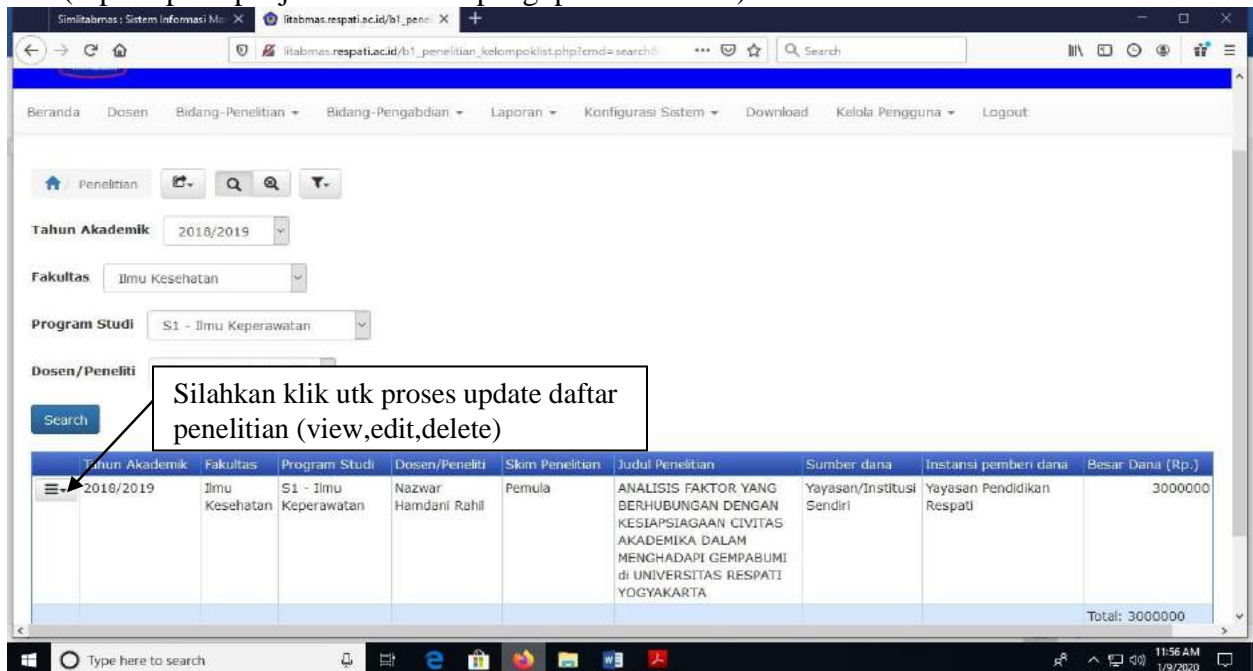 Simlitabmas : Sistem Informasi Ma
litabmas.respati.ac.id/b1_pene
litabmas.respati.ac.id/b1_penelitian_kelompoklist.php?cmd=search
Search
Beranda Dosen Bidang-Penelitian Bidang-Pengabdian Laporan Konfigurasi Sistem Download Kelola Pengguna Logout
/ Penelitian
Tahun Akademik 2018/2019
Fakultas Ilmu Kesehatan
Program Studi S1 - Ilmu Keperawatan
Dosen/Peneliti
Silahkan klik utk proses update daftar
penelitian (view,edit,delete)
Search
Tahun Akademik Fakultas Program Studi Dosen/Peneliti Skim Penelitian Judul Penelitian Sumber dana Instansi pemberi dana Besar Dana (Rp.)
2018/2019 Ilmu S1 - Ilmu Nazwar Pemula ANALISIS FAKTOR YANG Yayasan/Institusi Yayasan Pendidikan 3000000
Kesehatan Keperawatan Hamdani Rahil BERHUBUNGAN DENGAN Sendiri Respati
KESIAPSIAGAAN CIVITAS
AKADEMIKA DALAM
MENGHADAPI GEMPABUMI
di UNIVERSITAS RESPATI
YOGYAKARTA
Total: 3000000
Type here to search
11:56 AM
1/9/2020